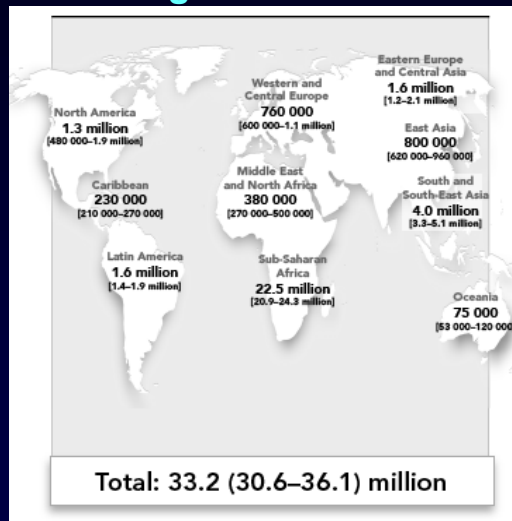 Eastern Europe
and Central Asia
1.6 million
[1.2–2.1 million]
Western and
Central Europe
760 000
[600 000–1.1 million]
North America
1.3 million
[480 000–1.9 million]
East Asia
800 000
[620 000–960 000]
Middle East
and North Africa
380 000
[270 000–500 000]
Caribbean
230 000
[210 000–270 000]
South and
South-East Asia
4.0 million
[3.3–5.1 million]
Latin America
1.6 million
[1.4–1.9 million]
Sub-Saharan
Africa
22.5 million
[20.9–24.3 million]
Oceania
75 000
[53 000–120 000]
Total: 33.2 (30.6–36.1) million